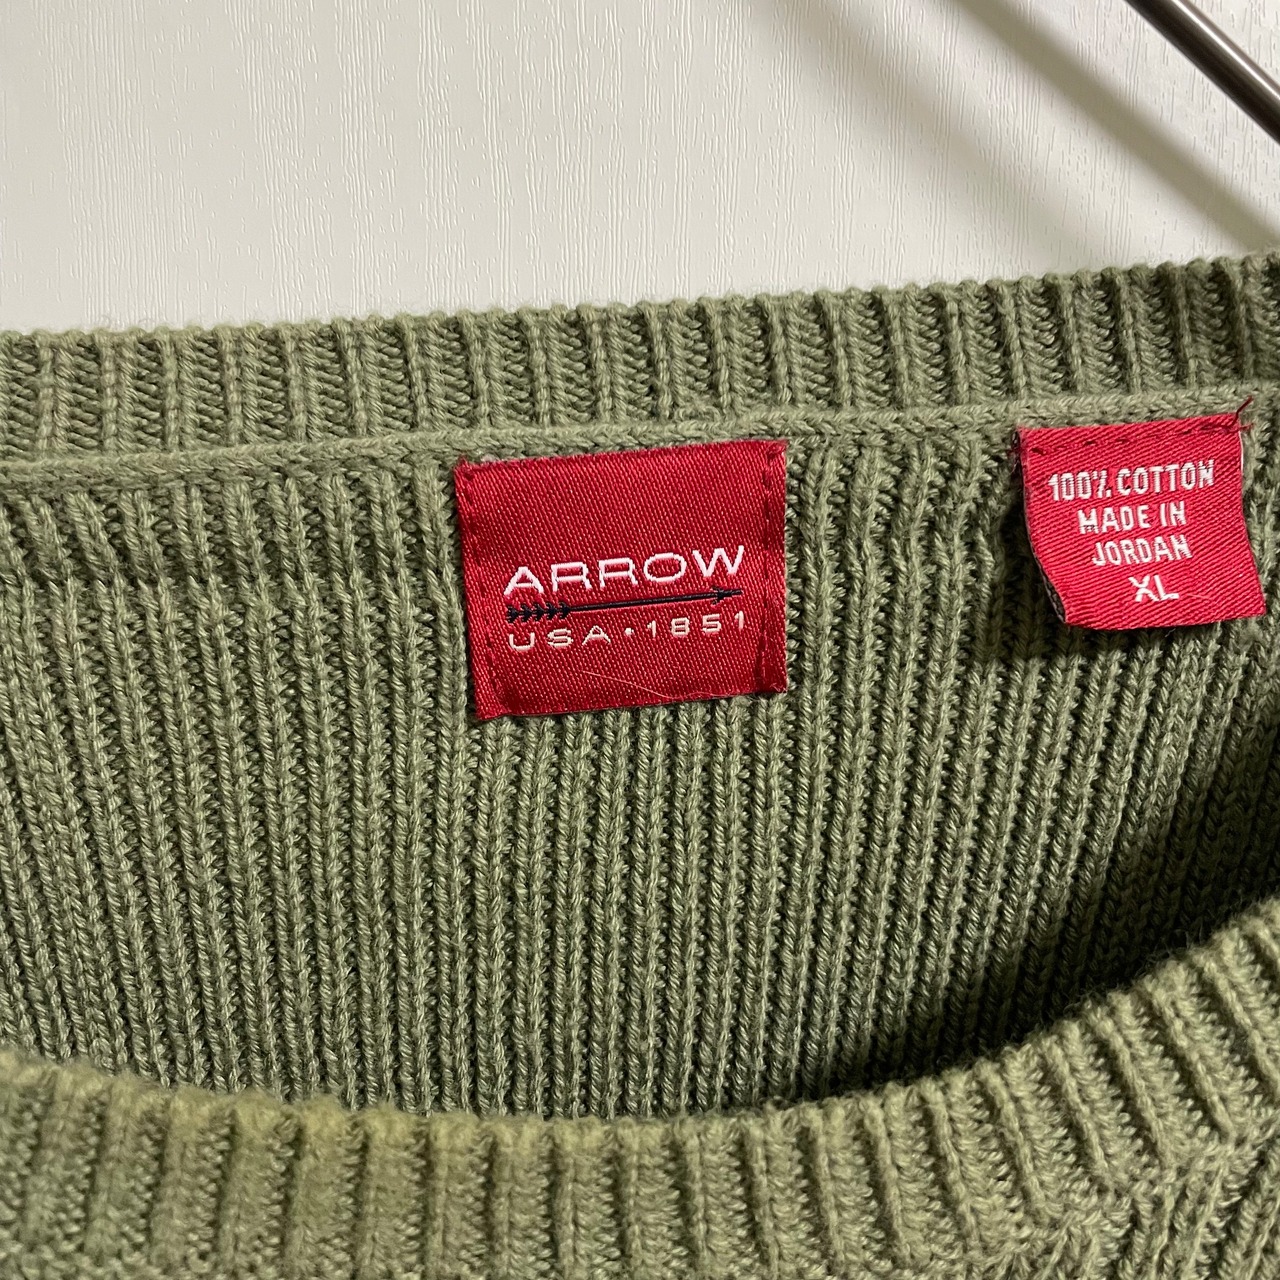 ARROW
USA·1851
100% COTTON
MADE IN
JORDAN
XL